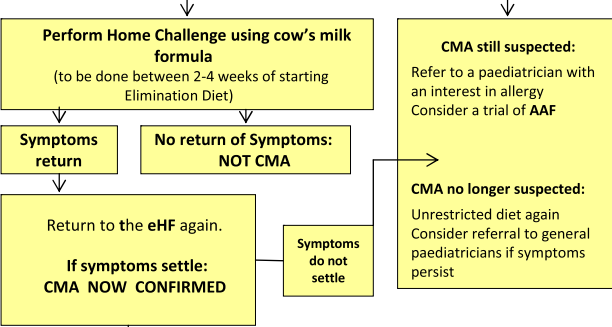 Perform Home Challenge using cow's milk
formula
(to be done between 2-4 weeks of starting
Elimination Diet)
Symptoms
return
No return of Symptoms:
NOT CMA
Return to the eHF again.
If symptoms settle:
CMA NOW CONFIRMED
Symptoms
do not
settle
CMA still suspected:
Refer to a paediatrician with
an interest in allergy
Consider a trial of AAF
CMA no longer suspected:
Unrestricted diet again
Consider referral to general
paediatricians if symptoms
persist